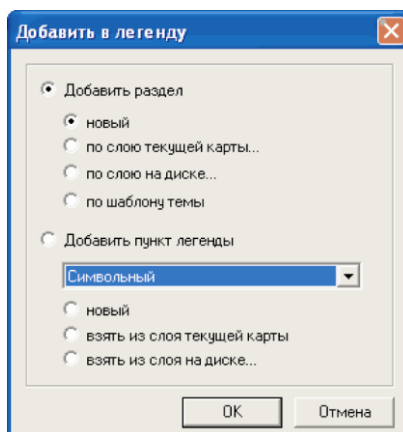 Добавить в легенду
Добавить раздел
новый
по слою текущей карты...
по слою на диске...
по шаблону темы
Добавить пункт легенды
Символьный
новый
взять из слоя текущей карты
взять из слоя на диске...
OK Отмена